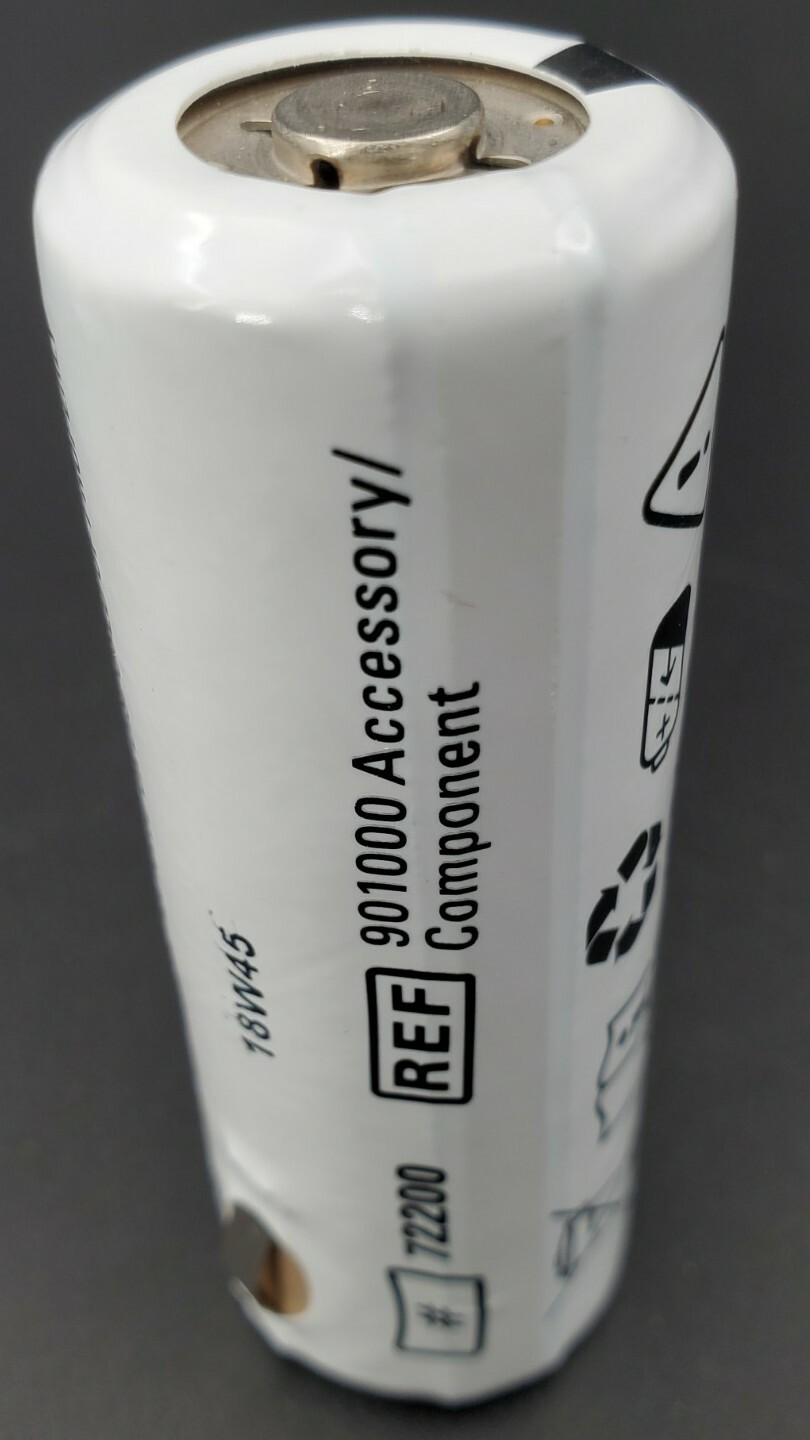 18W45
REF 901000 Accessory/
Component
# 72200